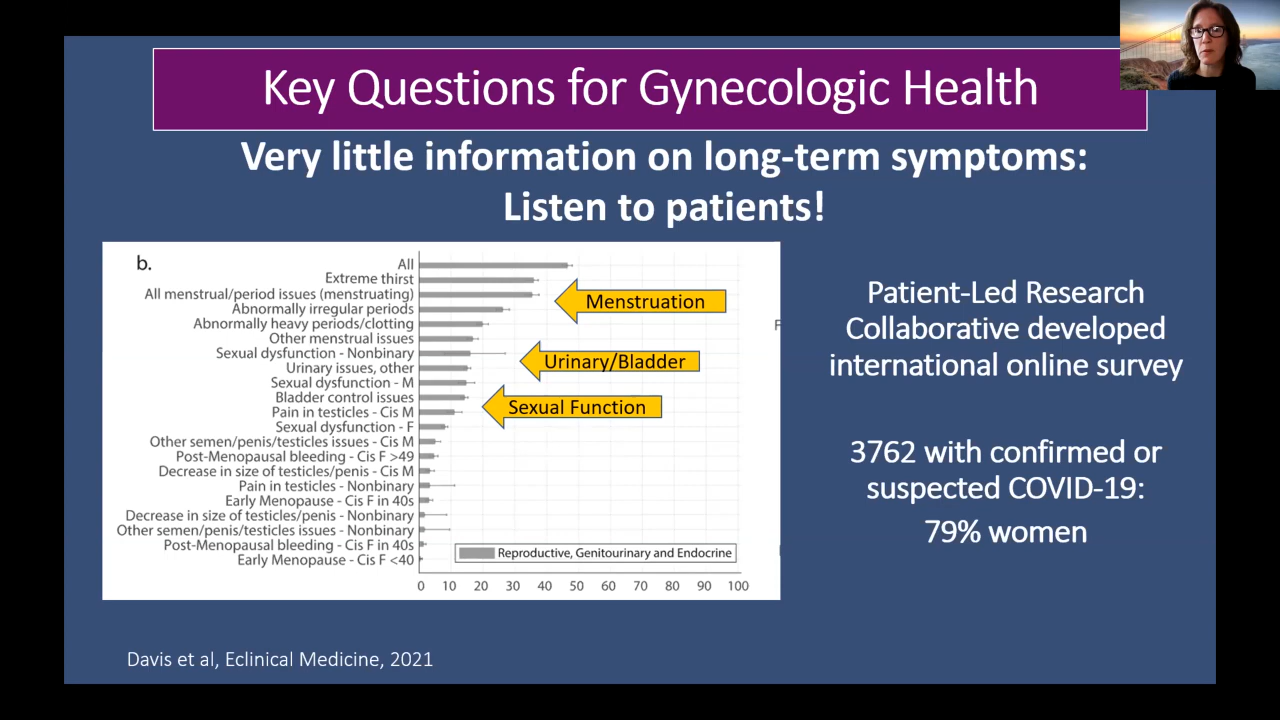 Key Questions for Gynecologic Health
Very little information on long-term symptoms:
Listen to patients!
b.
All
Extreme thirst
All menstrual/period issues (menstruating)
Abnormally irregular periods
Abnormally heavy periods/clotting
Other menstrual issues
Sexual dysfunction - Nonbinary
Urinary issues, other
Sexual dysfunction - M
Bladder control issues
Pain in testicles - Cis M
Sexual dysfunction - F
Other semen/penis/testicles issues - Cis M
Post-Menopausal bleeding - Cis F >49
Decrease in size of testicles/penis - Cis M
Pain in testicles - Nonbinary
Early Menopause - Cis F in 40s
Decrease in size of testicles/penis - Nonbinary
Other semen/penis/testicles issues - Nonbinary
Post-Menopausal bleeding - Cis F in 40s
Early Menopause - Cis F <40
Menstruation
Urinary/Bladder
Sexual Function
Reproductive, Genitourinary and Endocrine
0 10 20 30 40 50 60 70 80 90 100
Patient-Led Research
Collaborative developed
international online survey
3762 with confirmed or
suspected COVID-19:
79% women
Davis et al, Eclinical Medicine, 2021